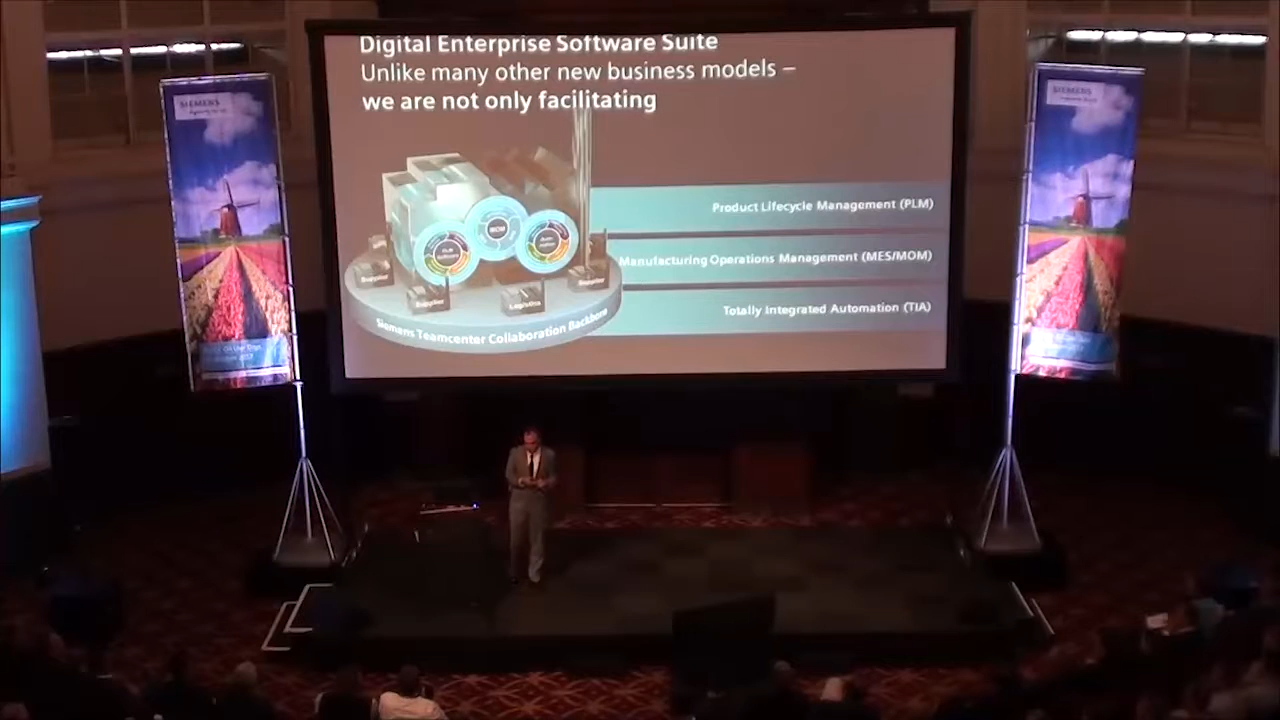 Digital Enterprise Software Suite
Unlike many other new business models –
we are not only facilitating
SIEMENS
SIEMENS
Product Lifecycle Management (PLM)
MOM
Manufacturing Operations Management (MES/MOM)
Supplier
Supplier
Supplier
Logistics
Totally Integrated Automation (TIA)
Siemens Teamcenter Collaboration Backbone